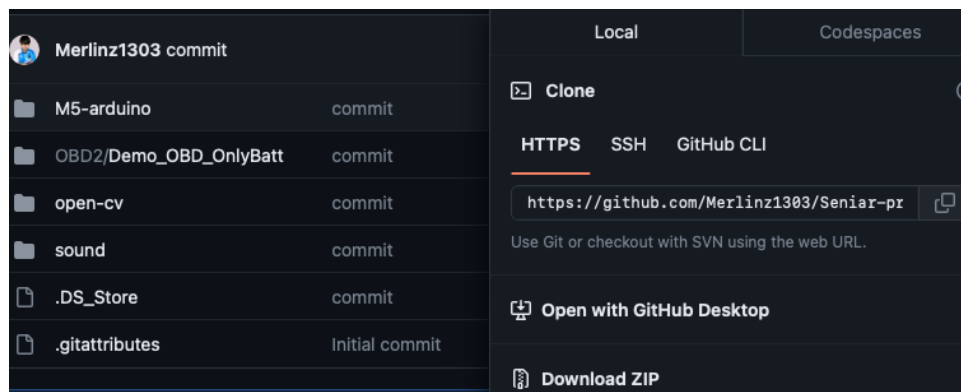 Merlinz1303 commit
M5-arduino commit
OBD2/Demo_OBD_OnlyBatt commit
open-cv commit
sound commit
.DS_Store commit
.gitattributes Initial commit
Local Codespaces
Clone
HTTPS SSH GitHub CLI
https://github.com/Merlinz1303/Seniar-pr
Use Git or checkout with SVN using the web URL.
Open with GitHub Desktop
Download ZIP